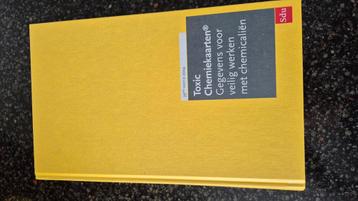 Toxic
Chemiekaarten®
Gegevens voor
veilig werken
met chemicaliën
Sdu